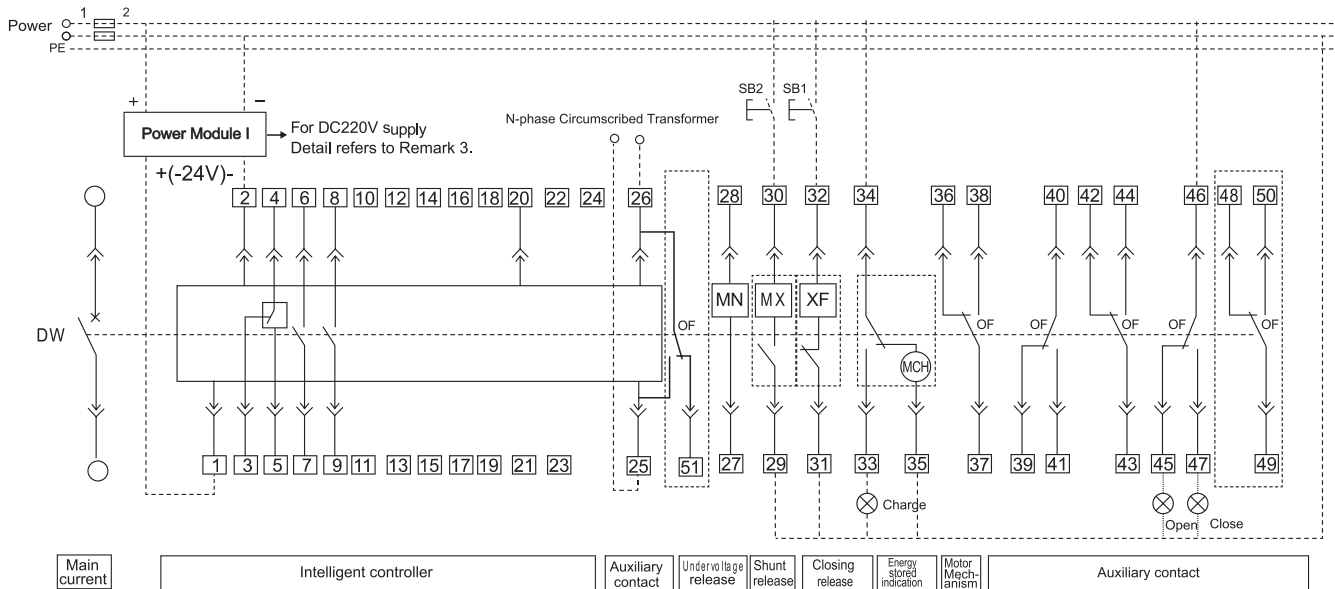 1 2
Power
PE
+ −
Power Module I
For DC220V supply
Detail refers to Remark 3.
+(-24V)-
N-phase Circumscribed Transformer
SB2 SB1
2 4 6 8 10 12 14 16 18 20 22 24 26 28 30 32 34 36 38 40 42 44 46 48 50
MN MX XF
DW
OF OF OF OF OF OF
MCH
1 3 5 7 9 11 13 15 17 19 21 23 25 51 27 29 31 33 35 37 39 41 43 45 47 49
Charge
Open Close
Main
current
Intelligent controller
Auxiliary
contact
Undervoltage
release
Shunt
release
Closing
release
Energy
stored
indication
Motor
Mech-
anism
Auxiliary contact